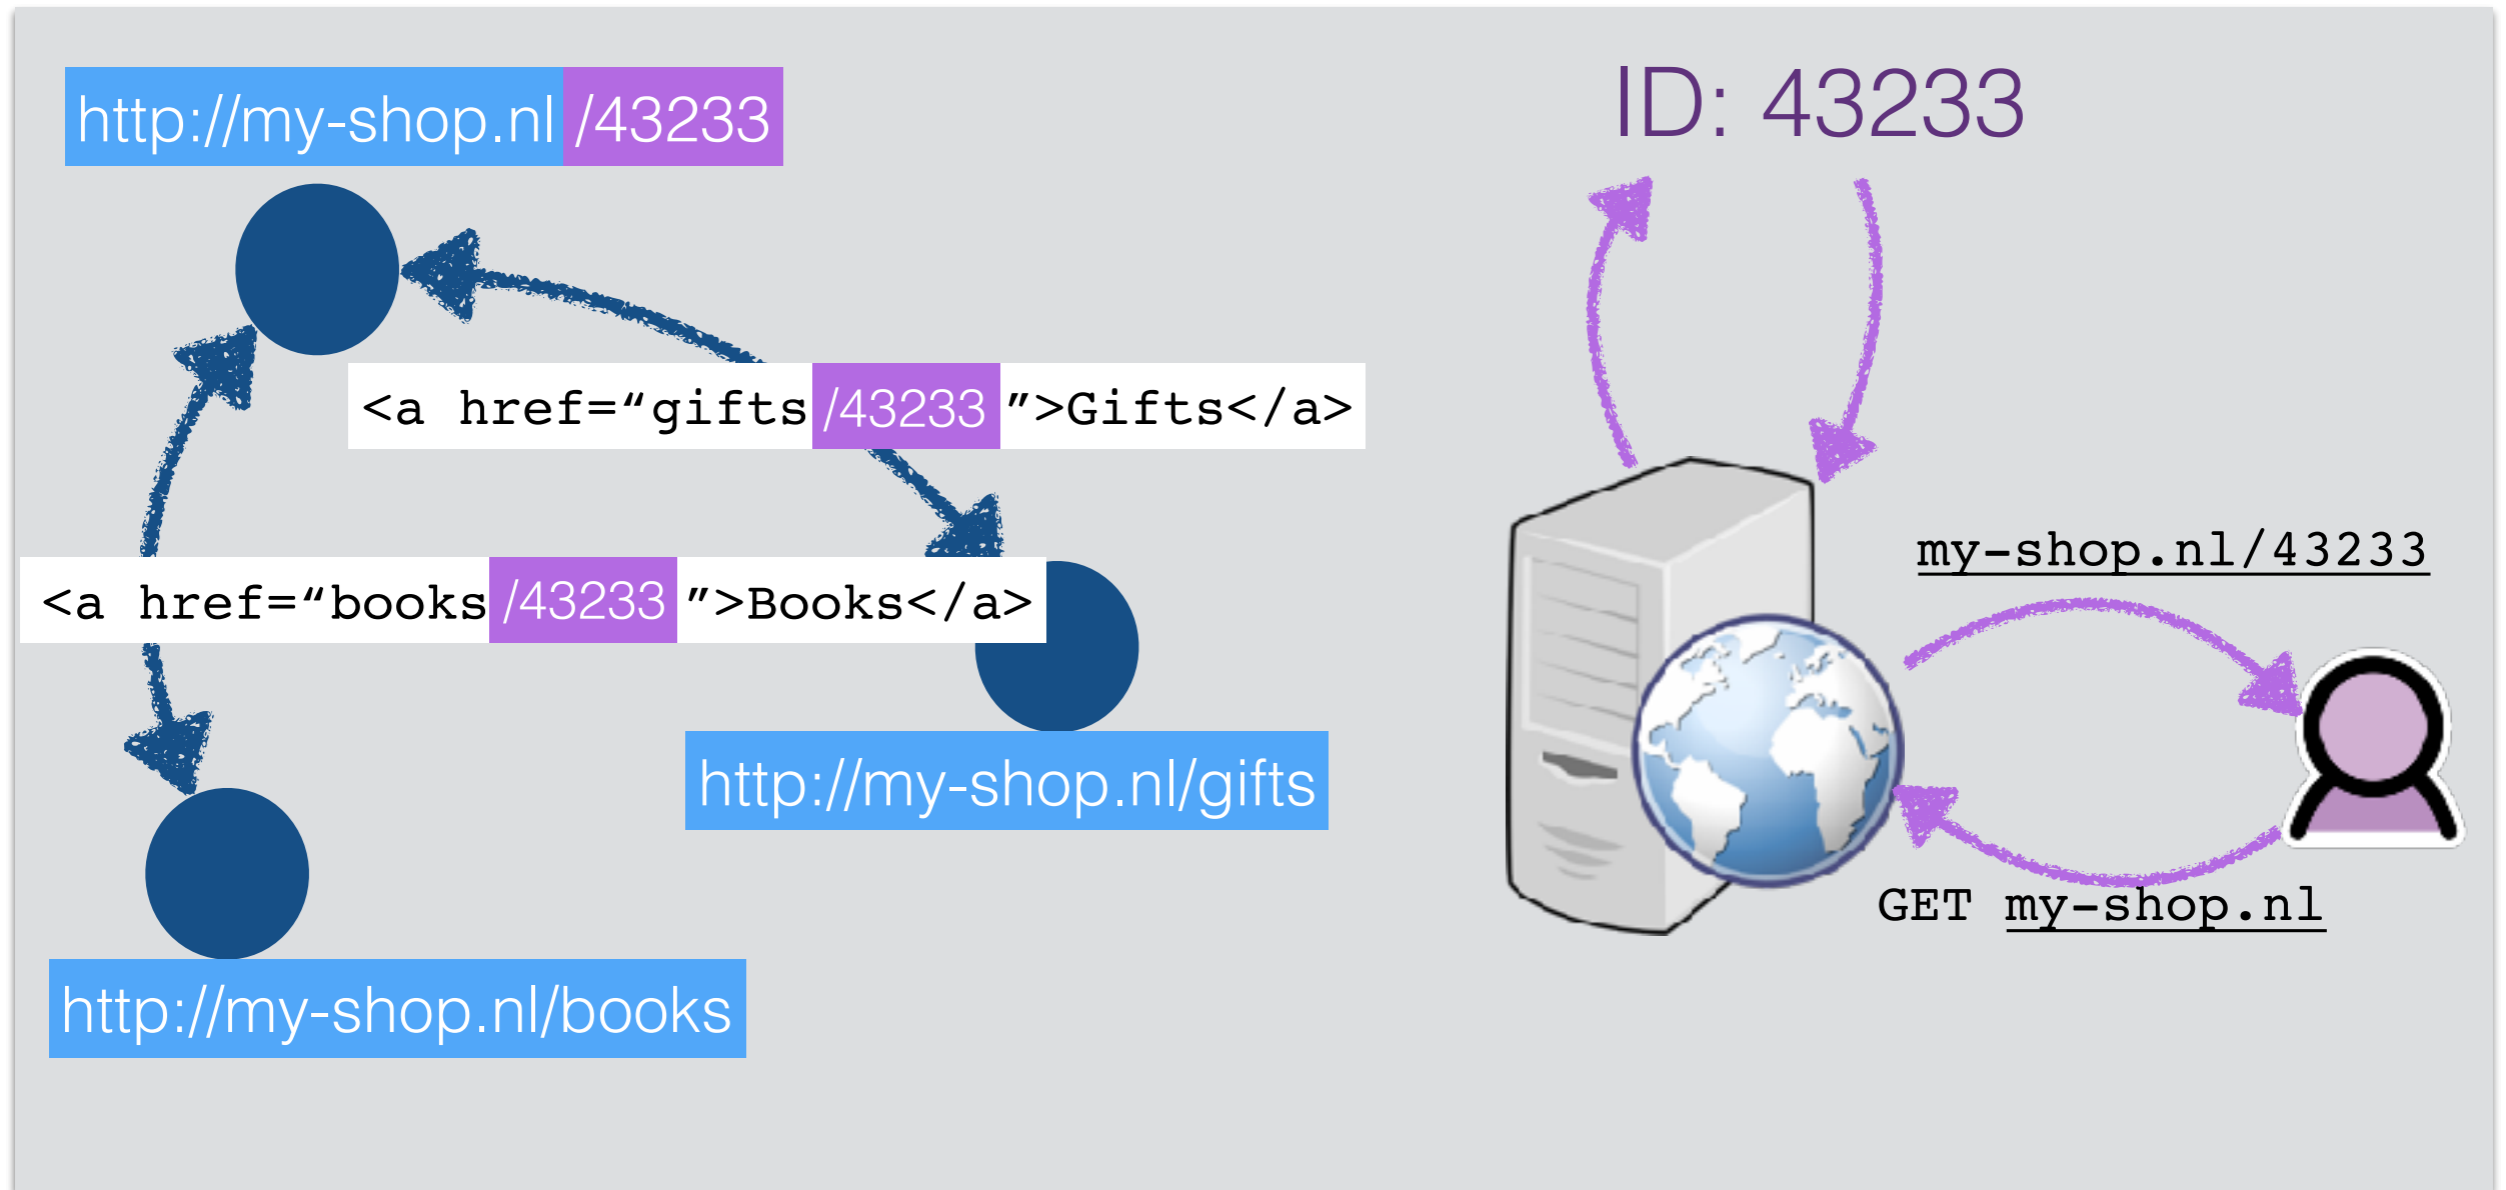 http://my-shop.nl /43233
ID: 43233
<a href=“gifts /43233 ”>Gifts</a>
my-shop.nl/43233
<a href=“books /43233 ”>Books</a>
http://my-shop.nl/gifts
GET my-shop.nl
http://my-shop.nl/books